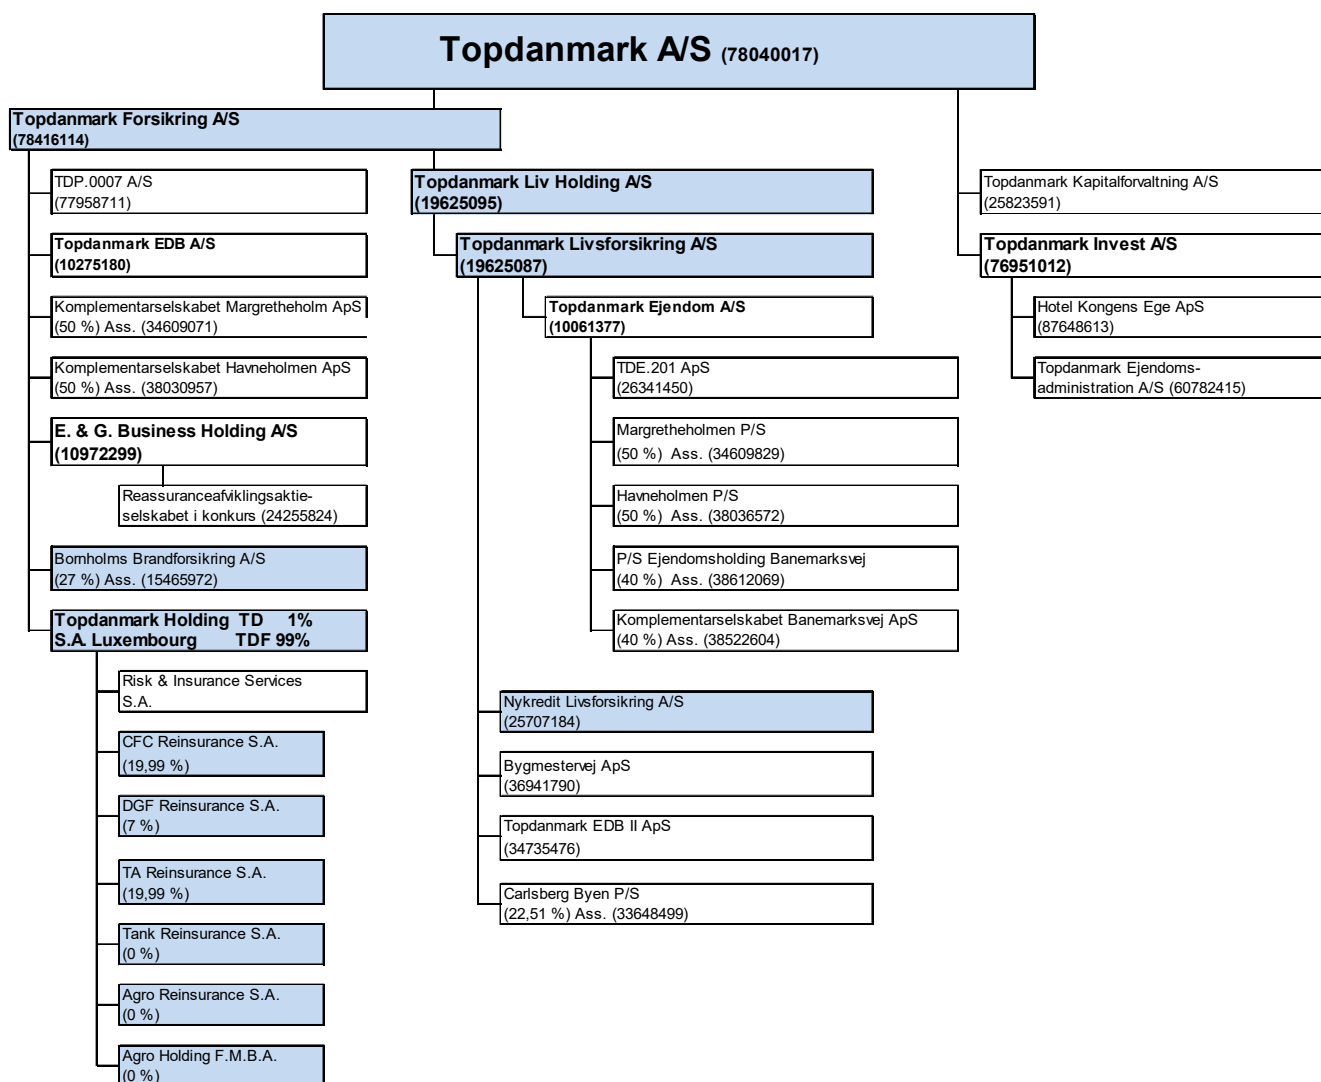 Topdanmark A/S (78040017)
Topdanmark Forsikring A/S
(78416114)
TDP.0007 A/S
(77958711)
Topdanmark EDB A/S
(10275180)
Komplementarselskabet Margretheholm ApS
(50 %) Ass. (34609071)
Komplementarselskabet Havneholmen ApS
(50 %) Ass. (38030957)
E. & G. Business Holding A/S
(10972299)
Reassuranceafviklingsaktie-
selskabet i konkurs (24255824)
Bornholms Brandforsikring A/S
(27 %) Ass. (15465972)
Topdanmark Holding TD 1%
S.A. Luxembourg TDF 99%
Risk & Insurance Services
S.A.
CFC Reinsurance S.A.
(19,99 %)
DGF Reinsurance S.A.
(7 %)
TA Reinsurance S.A.
(19,99 %)
Tank Reinsurance S.A.
(0 %)
Agro Reinsurance S.A.
(0 %)
Agro Holding F.M.B.A.
(0 %)
Topdanmark Liv Holding A/S
(19625095)
Topdanmark Livsforsikring A/S
(19625087)
Topdanmark Ejendom A/S
(10061377)
TDE.201 ApS
(26341450)
Margretheholmen P/S
(50 %) Ass. (34609829)
Havneholmen P/S
(50 %) Ass. (38036572)
P/S Ejendomsholding Banemarksvej
(40 %) Ass. (38612069)
Komplementarselskabet Banemarksvej ApS
(40 %) Ass. (38522604)
Nykredit Livsforsikring A/S
(25707184)
Bygmestervej ApS
(36941790)
Topdanmark EDB II ApS
(34735476)
Carlsberg Byen P/S
(22,51 %) Ass. (33648499)
Topdanmark Kapitalforvaltning A/S
(25823591)
Topdanmark Invest A/S
(76951012)
Hotel Kongens Ege ApS
(87648613)
Topdanmark Ejendoms-
administration A/S (60782415)